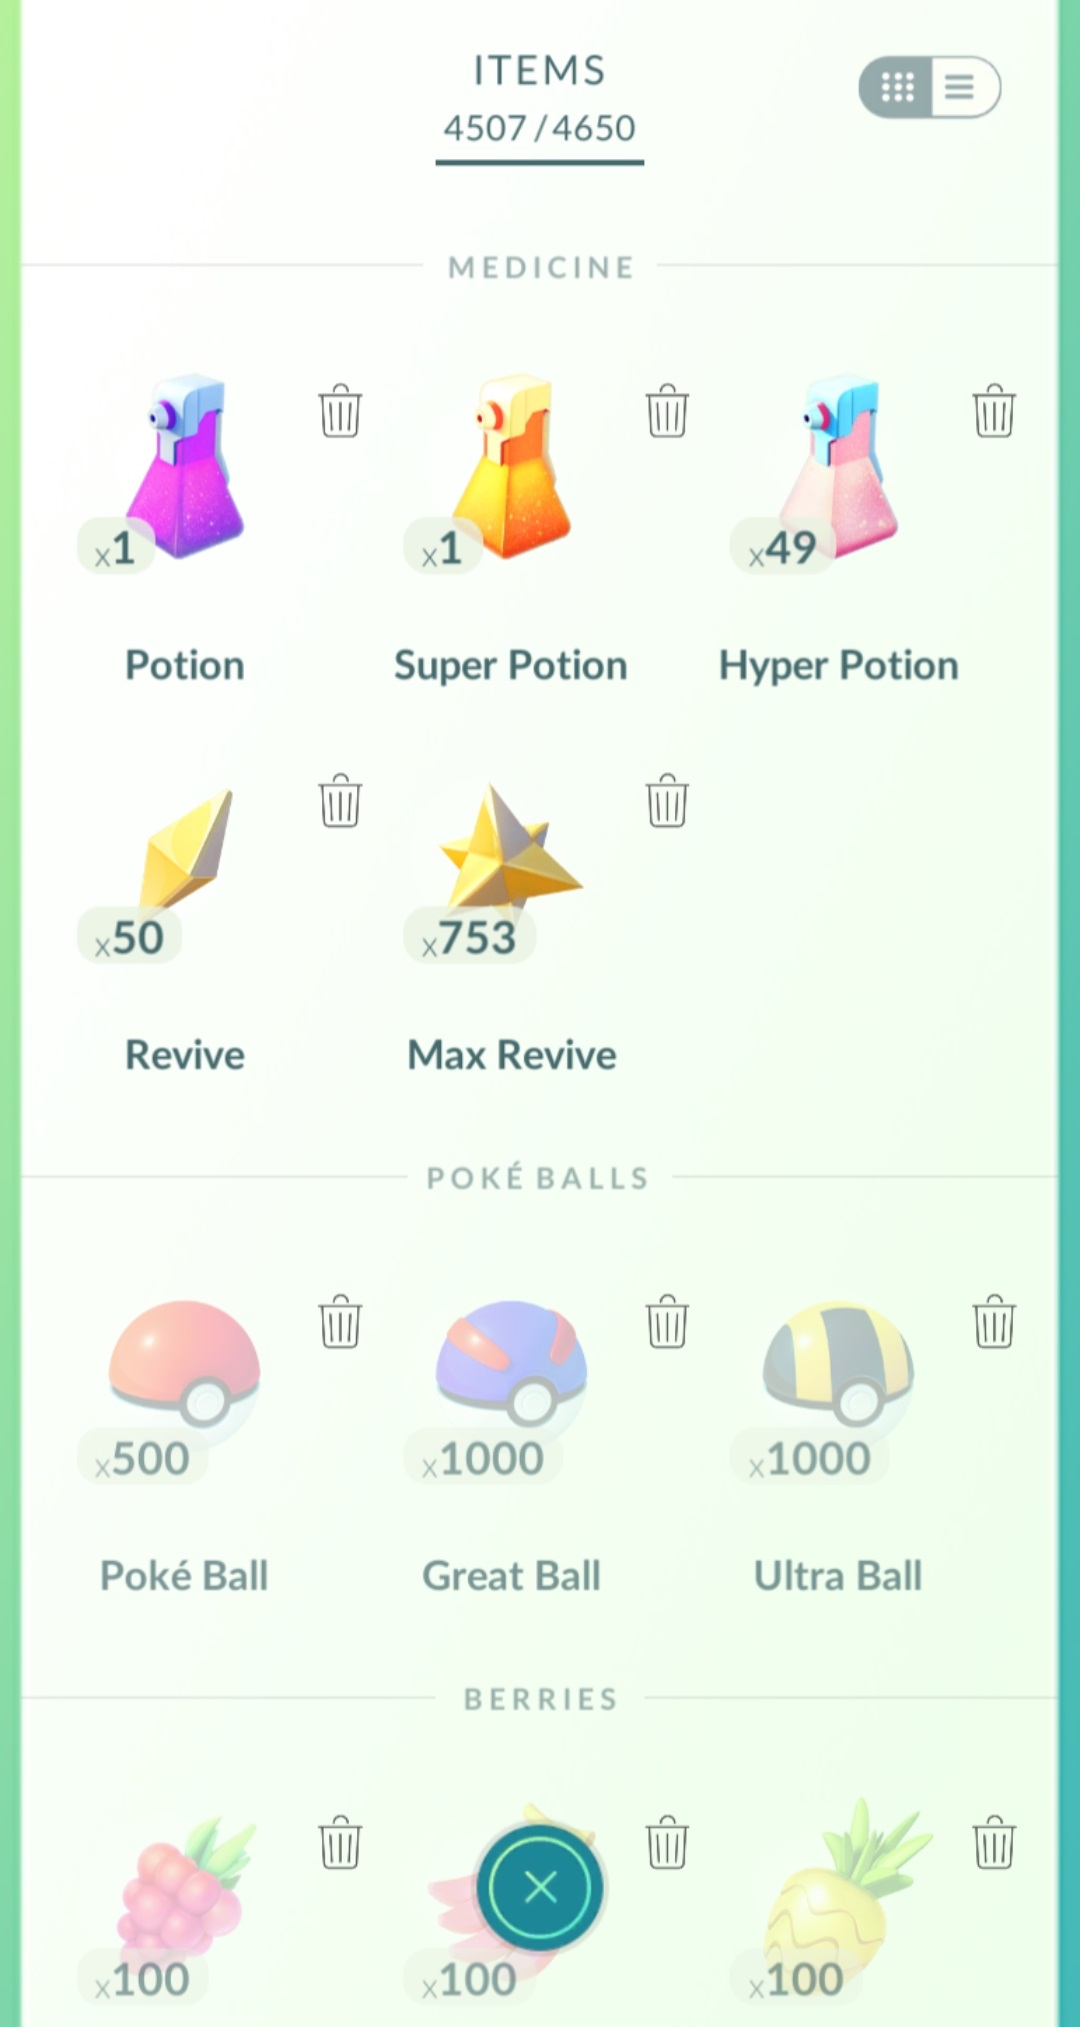 ITEMS
4507/4650
MEDICINE
x1 x1 x49
Potion Super Potion Hyper Potion
x50 x753
Revive Max Revive
POKÉ BALLS
x500 x1000 x1000
Poké Ball Great Ball Ultra Ball
BERRIES
x100 x100 x100